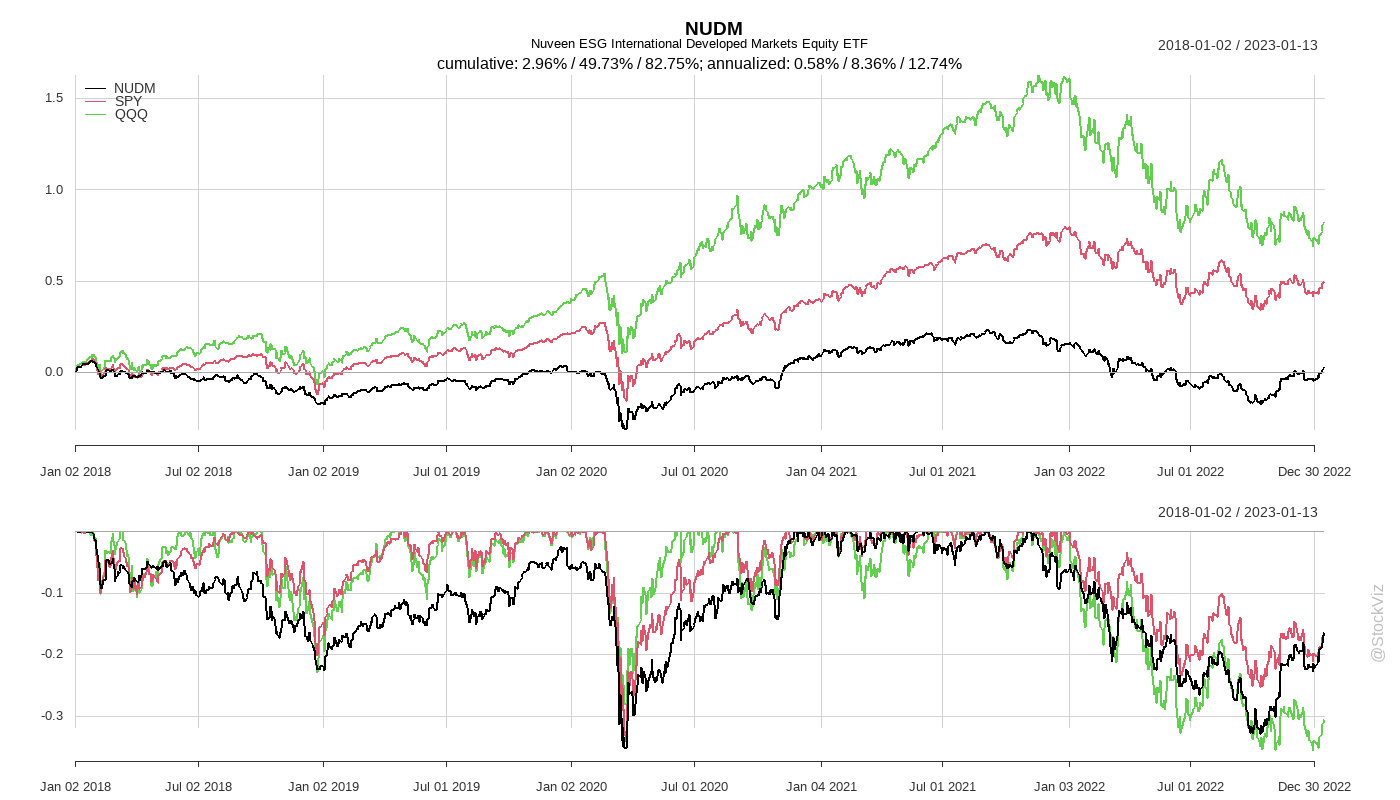 NUDM
Nuveen ESG International Developed Markets Equity ETF
2018-01-02 / 2023-01-13
cumulative: 2.96% / 49.73% / 82.75%; annualized: 0.58% / 8.36% / 12.74%
NUDM
SPY
QQQ
1.5
1.0
0.5
0.0
Jan 02 2018 Jul 02 2018 Jan 02 2019 Jul 01 2019 Jan 02 2020 Jul 01 2020 Jan 04 2021 Jul 01 2021 Jan 03 2022 Jul 01 2022 Dec 30 2022
2018-01-02 / 2023-01-13
-0.1
-0.2
-0.3
Jan 02 2018 Jul 02 2018 Jan 02 2019 Jul 01 2019 Jan 02 2020 Jul 01 2020 Jan 04 2021 Jul 01 2021 Jan 03 2022 Jul 01 2022 Dec 30 2022
@StockViz